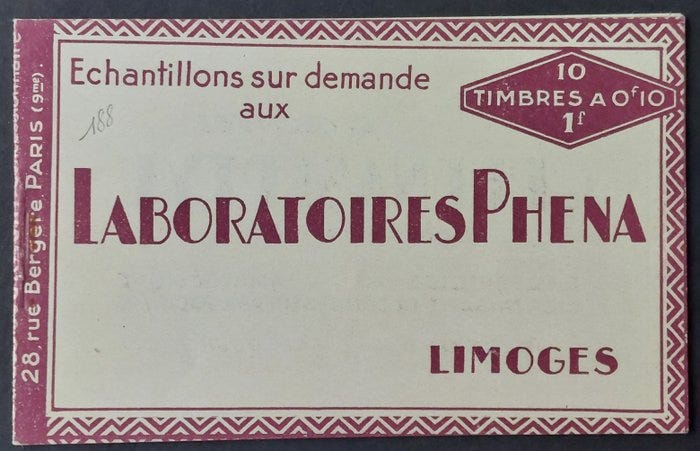 Echantillons sur demande
aux
10
TIMBRES A 0f10
1f
188
LABORATOIRES PHENA
LIMOGES
28, rue Bergère PARIS (9me).